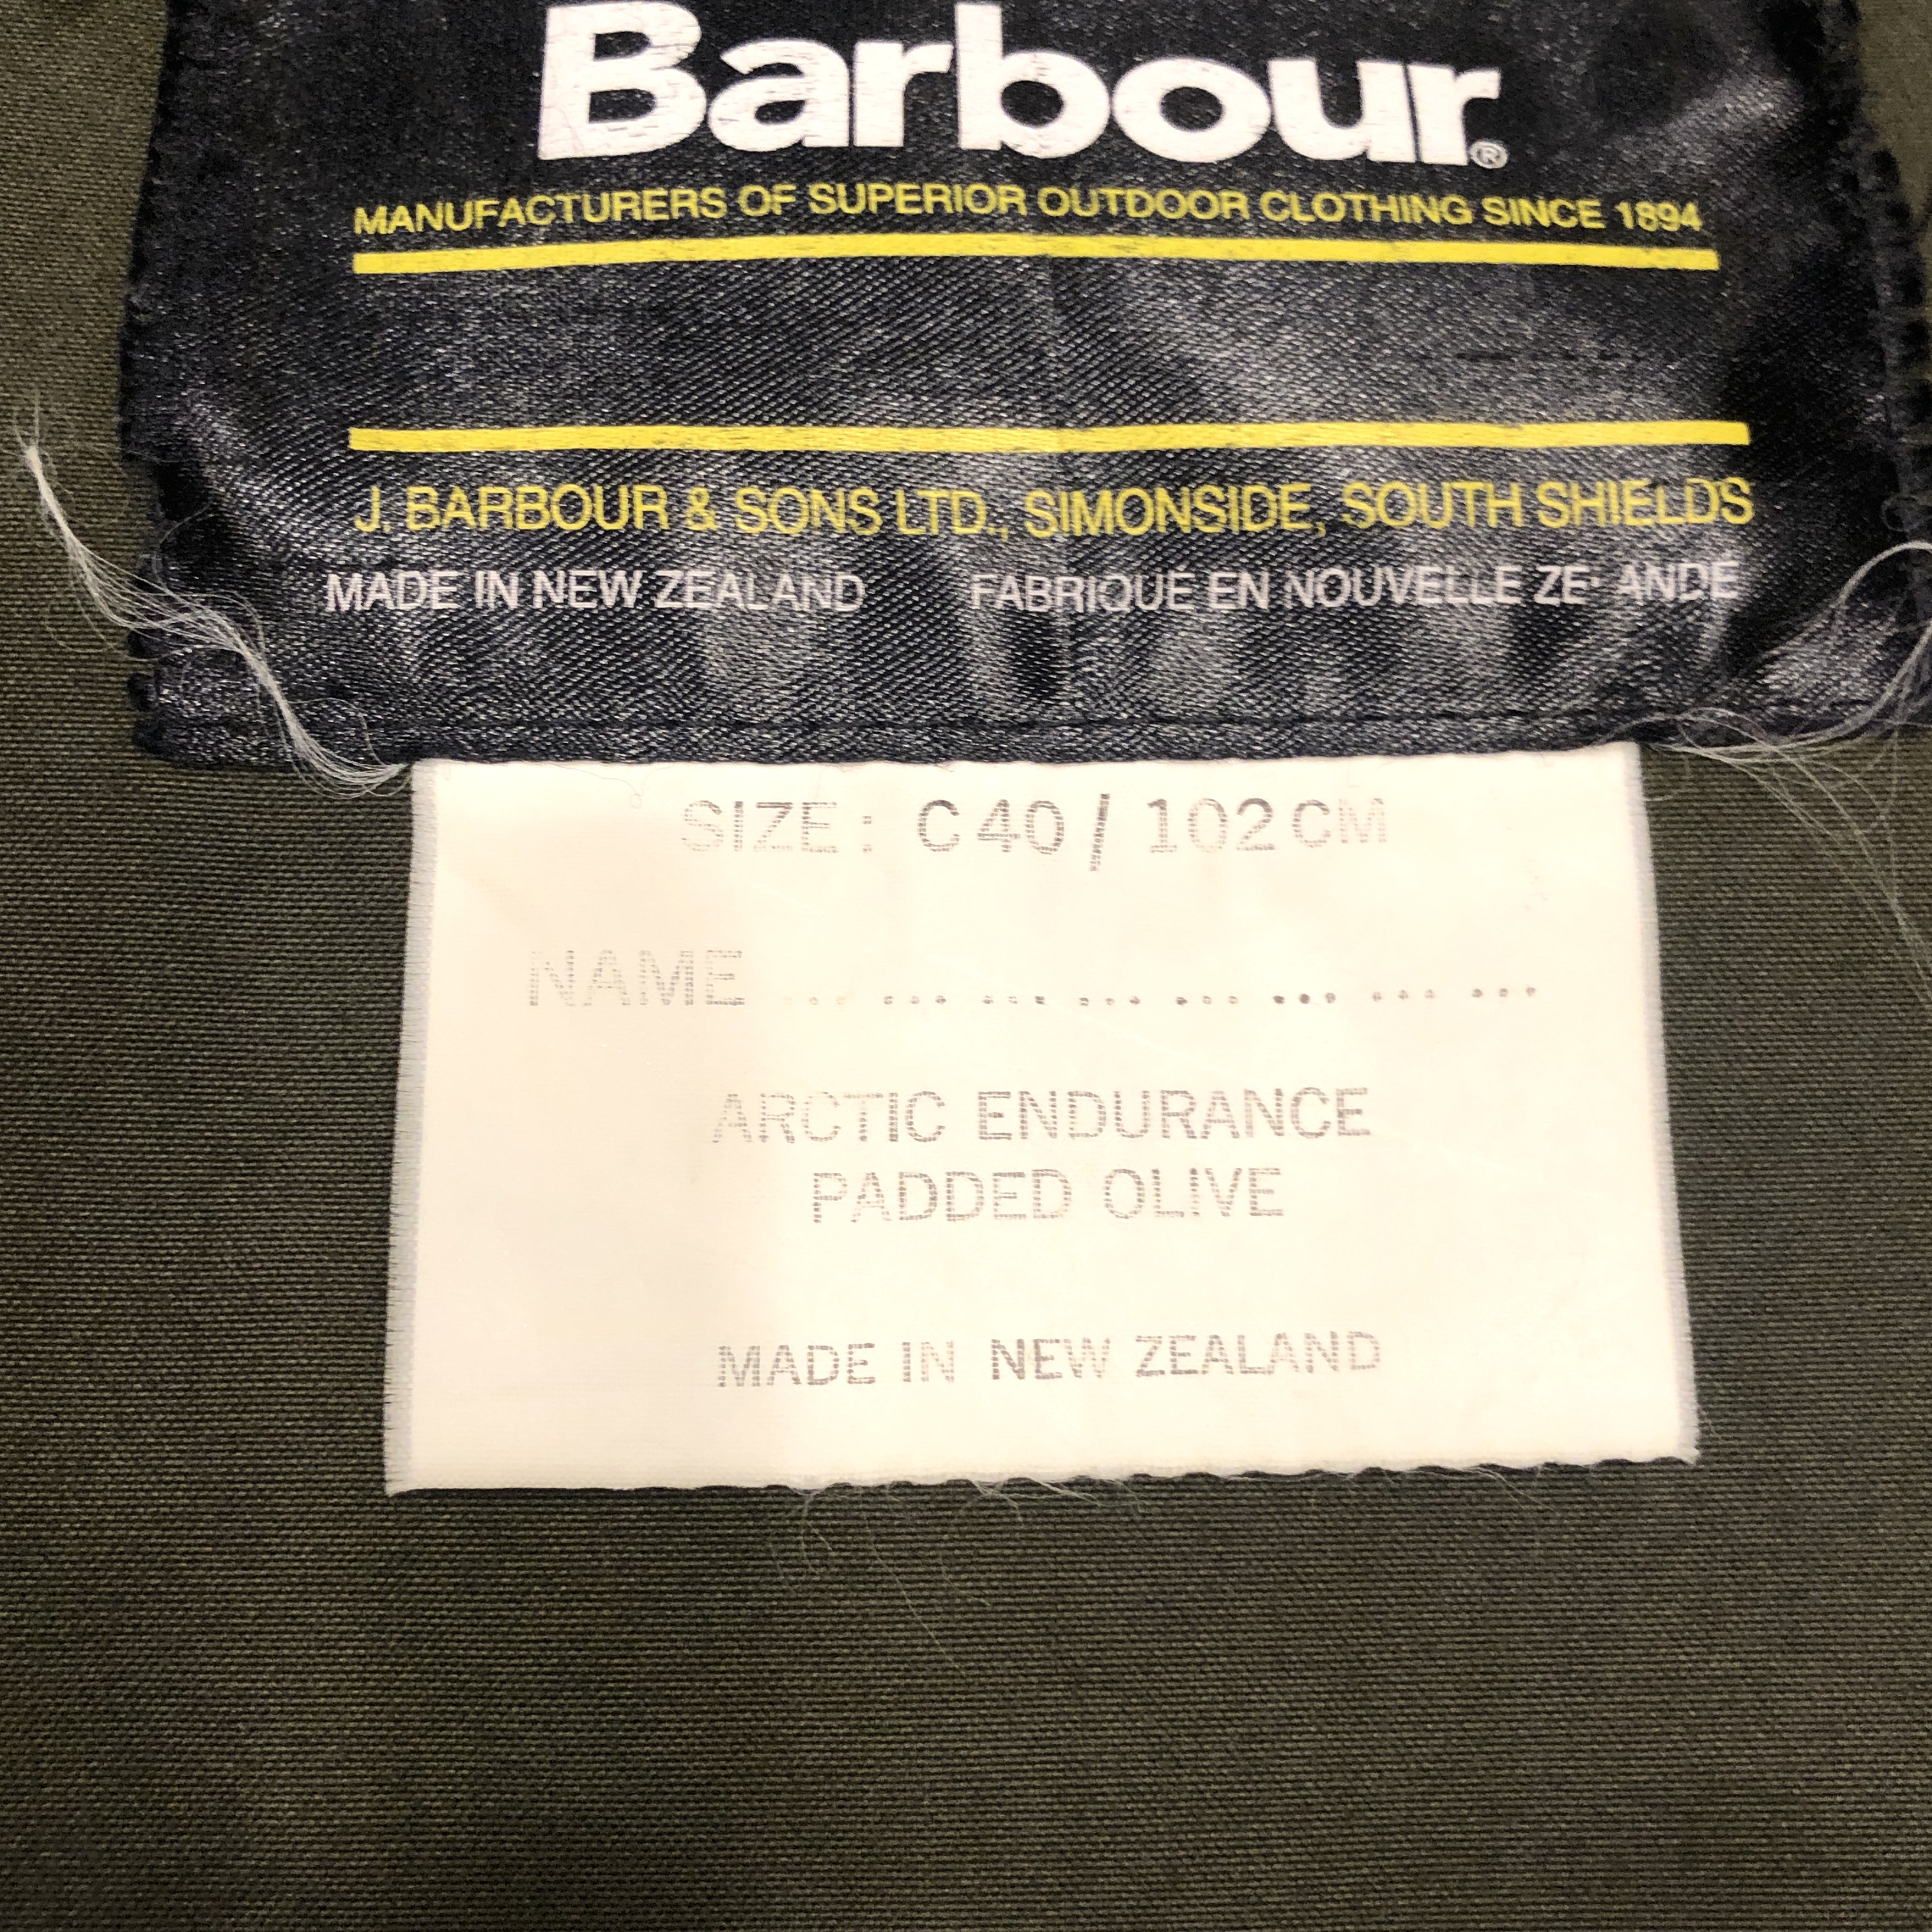 Barbour®
MANUFACTURERS OF SUPERIOR OUTDOOR CLOTHING SINCE 1894
J. BARBOUR & SONS LTD., SIMONSIDE, SOUTH SHIELDS
MADE IN NEW ZEALAND FABRIQUÉ EN NOUVELLE
SIZE: C40/102CM
NAME ... ... ... ... ... ... ... ...
ARCTIC ENDURANCE
PADDED OLIVE
MADE IN NEW ZEALAND